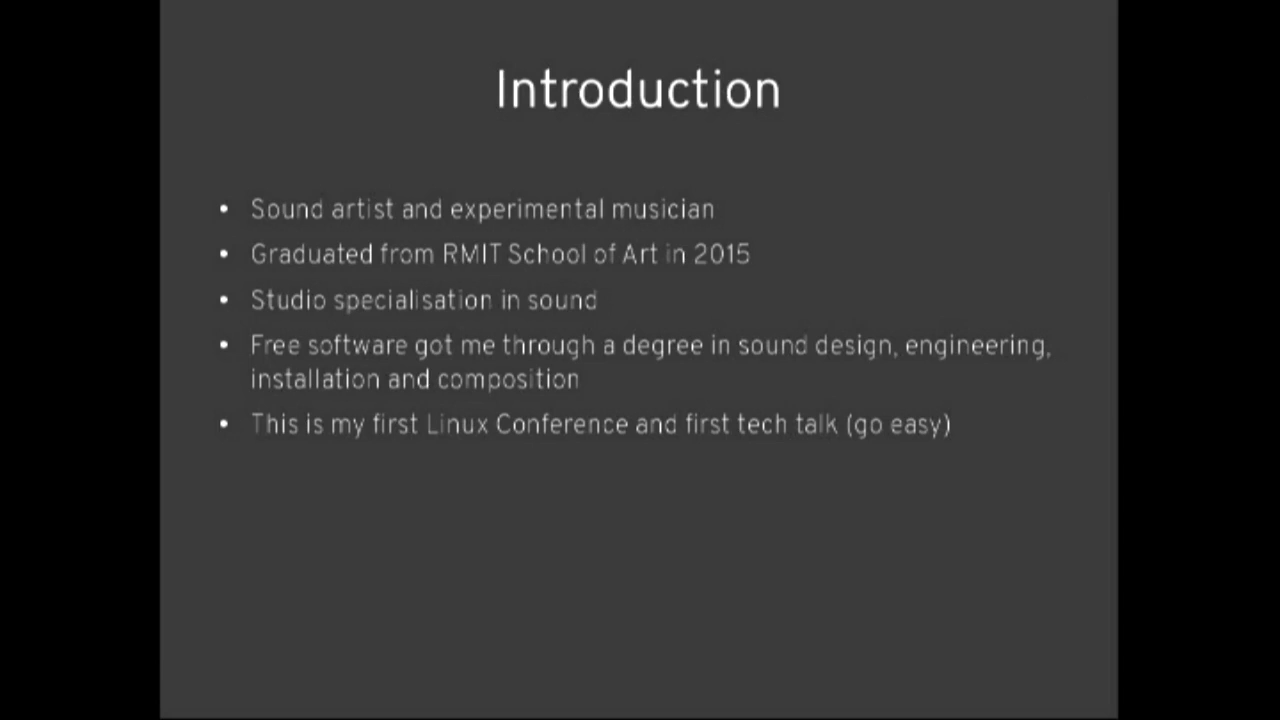 Introduction
• Sound artist and experimental musician
• Graduated from RMIT School of Art in 2015
• Studio specialisation in sound
• Free software got me through a degree in sound design, engineering,
installation and composition
• This is my first Linux Conference and first tech talk (go easy)